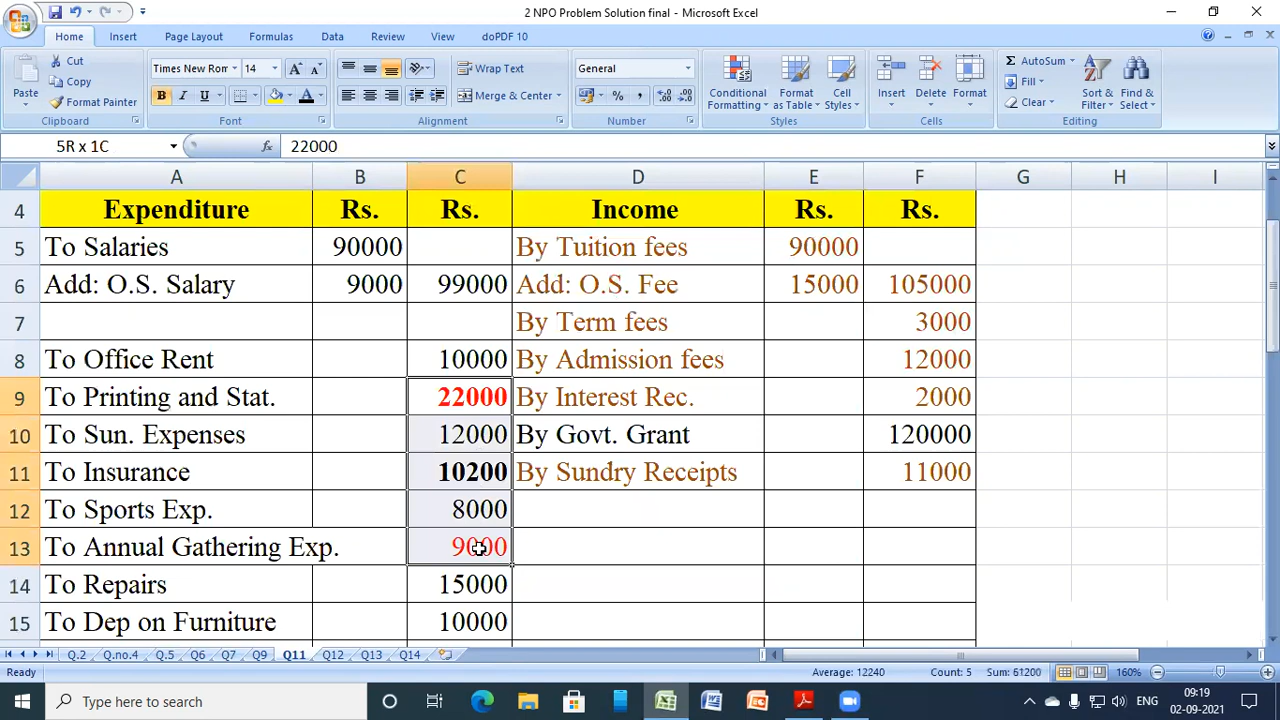 2 NPO Problem Solution final - Microsoft Excel
Home Insert Page Layout Formulas Data Review View doPDF 10
Cut Times New Rom 14 Wrap Text General AutoSum
Paste Copy Merge & Center Conditional Formatting Format as Table Cell Styles Insert Delete Format Fill Sort & Filter Find & Select
Format Painter Clear
Clipboard Font Alignment Number Styles Cells Editing
5R x 1C fx 22000
A B C D E F G H I
4 Expenditure Rs. Rs. Income Rs. Rs.
5 To Salaries 90000 By Tuition fees 90000
6 Add: O.S. Salary 9000 99000 Add: O.S. Fee 15000 105000
7 By Term fees 3000
8 To Office Rent 10000 By Admission fees 12000
9 To Printing and Stat. 22000 By Interest Rec. 2000
10 To Sun. Expenses 12000 By Govt. Grant 120000
11 To Insurance 10200 By Sundry Receipts 11000
12 To Sports Exp. 8000
13 To Annual Gathering Exp. 9000
14 To Repairs 15000
15 To Dep on Furniture 10000
Q.2 Q.no.4 Q.5 Q6 Q7 Q9 Q11 Q12 Q13 Q14
Ready Average: 12240 Count: 5 Sum: 61200 160%
Type here to search ENG 09:19
02-09-2021